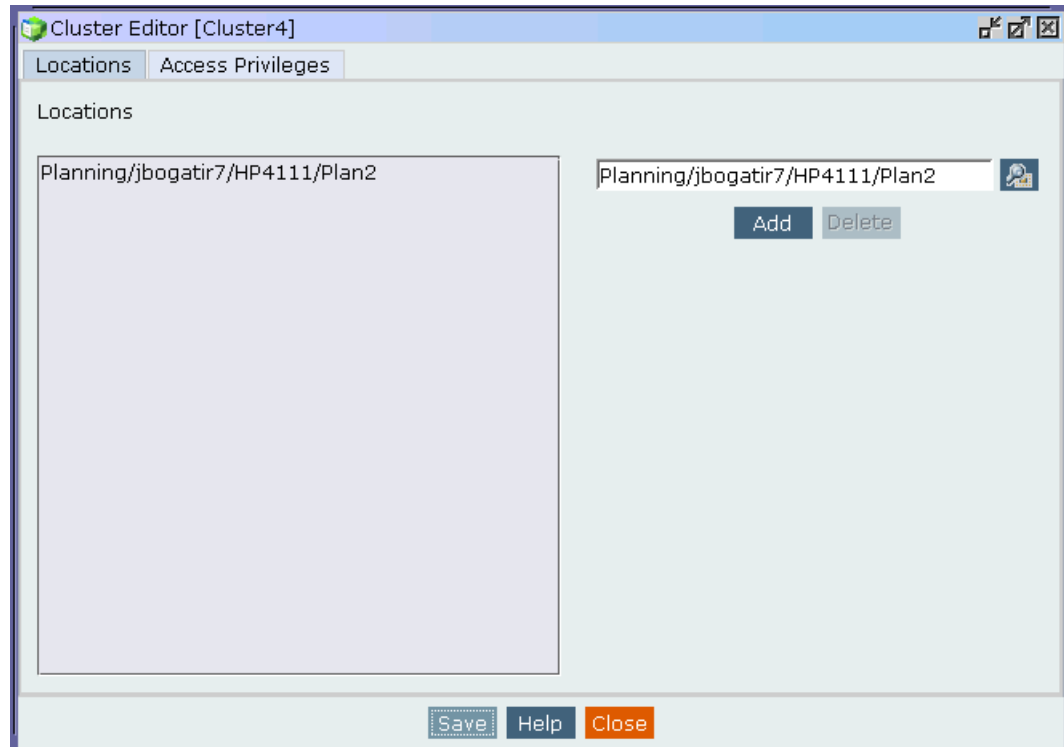 Cluster Editor [Cluster4]
Locations Access Privileges
Locations
Planning/jbogatir7/HP4111/Plan2
Planning/jbogatir7/HP4111/Plan2
Add Delete
Save Help Close